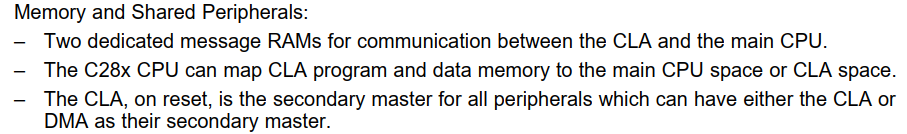 Memory and Shared Peripherals:
– Two dedicated message RAMs for communication between the CLA and the main CPU.
– The C28x CPU can map CLA program and data memory to the main CPU space or CLA space.
– The CLA, on reset, is the secondary master for all peripherals which can have either the CLA or
DMA as their secondary master.